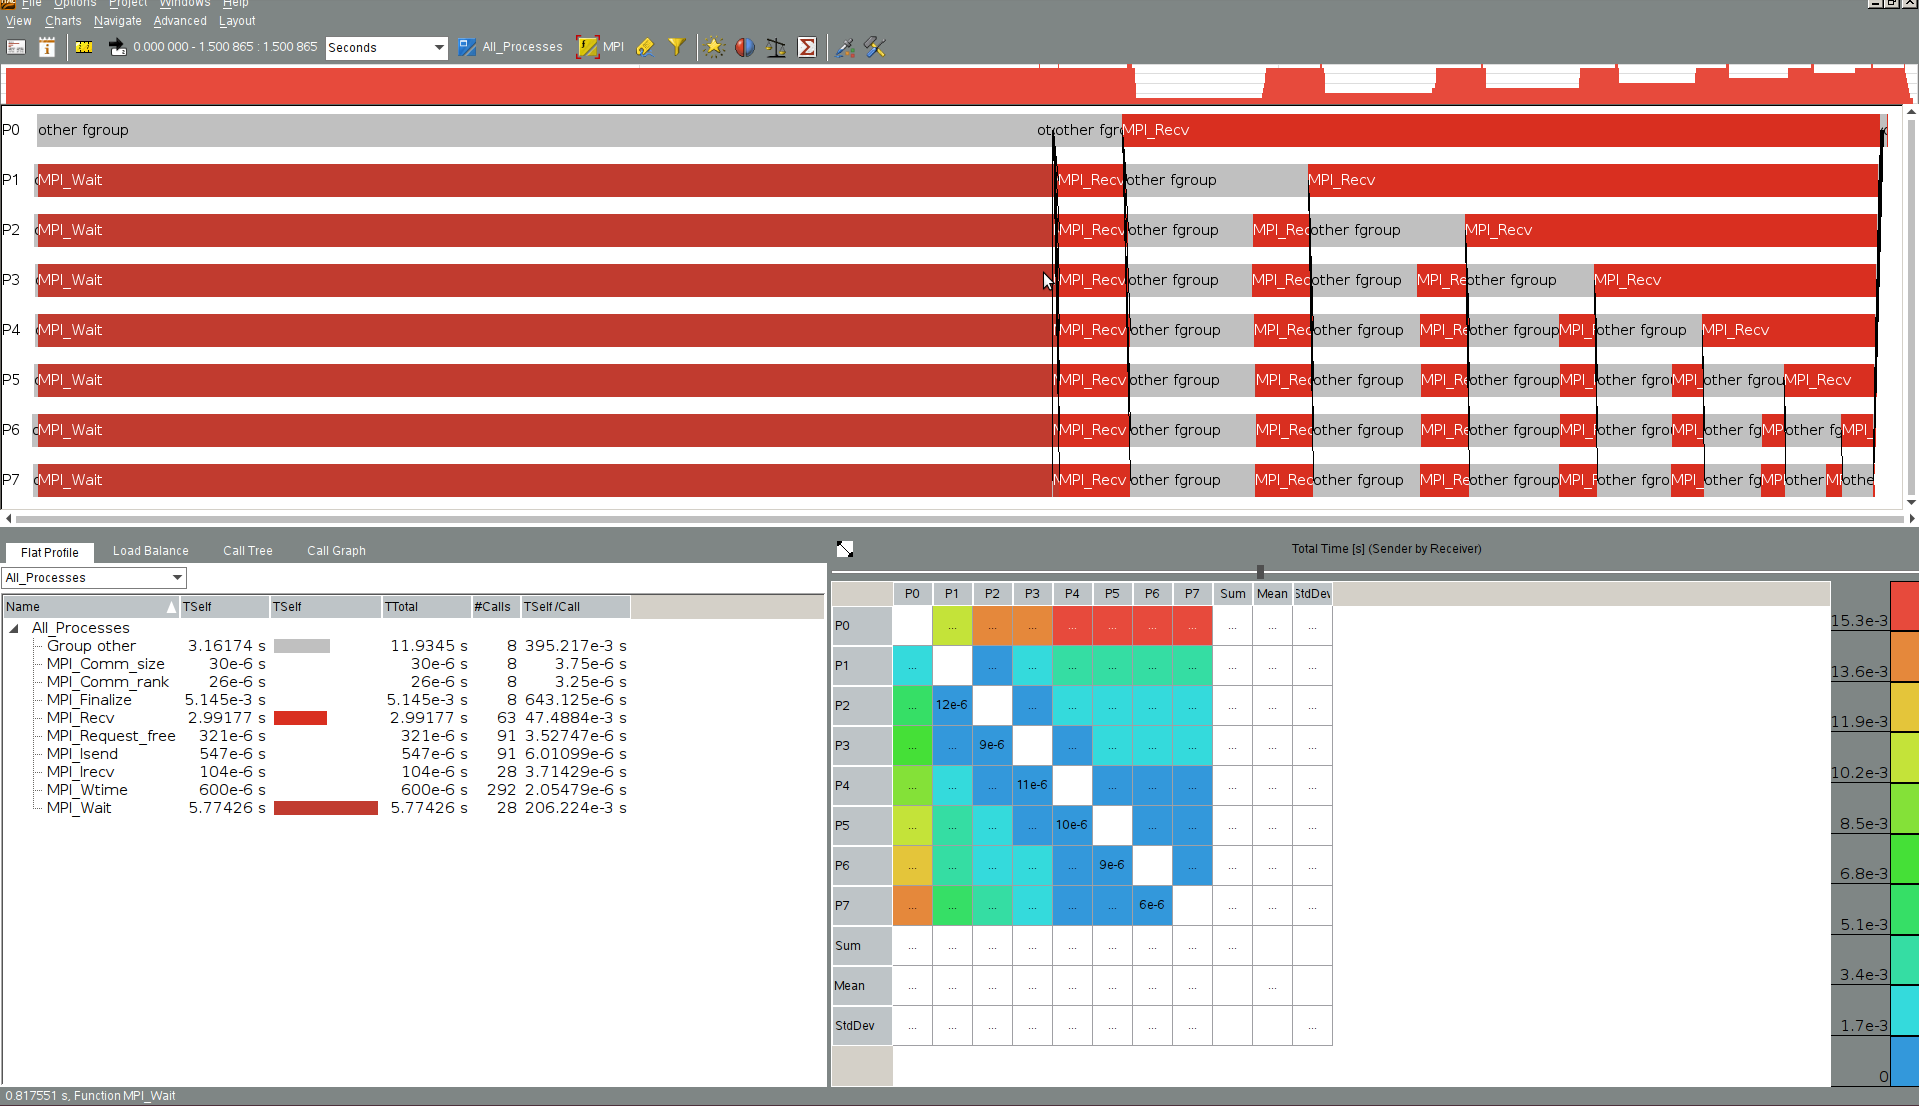 File Options Project Windows Help
View Charts Navigate Advanced Layout
0.000 000 - 1.500 865 : 1.500 865 Seconds All_Processes MPI
P0 other fgroup other fgr MPI_Recv
P1 MPI_Wait MPI_Recv other fgroup MPI_Recv
P2 MPI_Wait MPI_Recv other fgroup MPI_Rec other fgroup MPI_Recv
P3 MPI_Wait MPI_Recv other fgroup MPI_Rec other fgroup MPI_Re other fgroup MPI_Recv
P4 MPI_Wait MPI_Recv other fgroup MPI_Rec other fgroup MPI_Re other fgroup MPI_ other fgroup MPI_Recv
P5 MPI_Wait MPI_Recv other fgroup MPI_Rec other fgroup MPI_Re other fgroup MPI_ other fgro MPI_ other fgrou MPI_Recv
P6 MPI_Wait MPI_Recv other fgroup MPI_Rec other fgroup MPI_Re other fgroup MPI_ other fgro MPI_ other fg MP other fg MPI_
P7 MPI_Wait MPI_Recv other fgroup MPI_Rec other fgroup MPI_Re other fgroup MPI_ other fgro MPI_ other fg MP other M othe
Flat Profile Load Balance Call Tree Call Graph
All_Processes
Name TSelf TSelf TTotal #Calls TSelf /Call
All_Processes
Group other 3.16174 s 11.9345 s 8 395.217e-3 s
MPI_Comm_size 30e-6 s 30e-6 s 8 3.75e-6 s
MPI_Comm_rank 26e-6 s 26e-6 s 8 3.25e-6 s
MPI_Finalize 5.145e-3 s 5.145e-3 s 8 643.125e-6 s
MPI_Recv 2.99177 s 2.99177 s 63 47.4884e-3 s
MPI_Request_free 321e-6 s 321e-6 s 91 3.52747e-6 s
MPI_Isend 547e-6 s 547e-6 s 91 6.01099e-6 s
MPI_Irecv 104e-6 s 104e-6 s 28 3.71429e-6 s
MPI_Wtime 600e-6 s 600e-6 s 292 2.05479e-6 s
MPI_Wait 5.77426 s 5.77426 s 28 206.224e-3 s
Total Time [s] (Sender by Receiver)
P0 P1 P2 P3 P4 P5 P6 P7 Sum Mean StdDev
P0 ... ... ... ... ... ... ... ... ... ...
P1 ... ... ... ... ... ... ... ... ... ...
P2 ... 12e-6 ... ... ... ... ... ... ... ...
P3 ... ... 9e-6 ... ... ... ... ... ... ...
P4 ... ... ... 11e-6 ... ... ... ... ... ...
P5 ... ... ... ... 10e-6 ... ... ... ... ...
P6 ... ... ... ... ... 9e-6 ... ... ... ...
P7 ... ... ... ... ... ... 6e-6 ... ... ...
Sum ... ... ... ... ... ... ... ... ...
Mean ... ... ... ... ... ... ... ... ...
StdDev ... ... ... ... ... ... ... ... ...
15.3e-3
13.6e-3
11.9e-3
10.2e-3
8.5e-3
6.8e-3
5.1e-3
3.4e-3
1.7e-3
0
0.817551 s, Function MPI_Wait